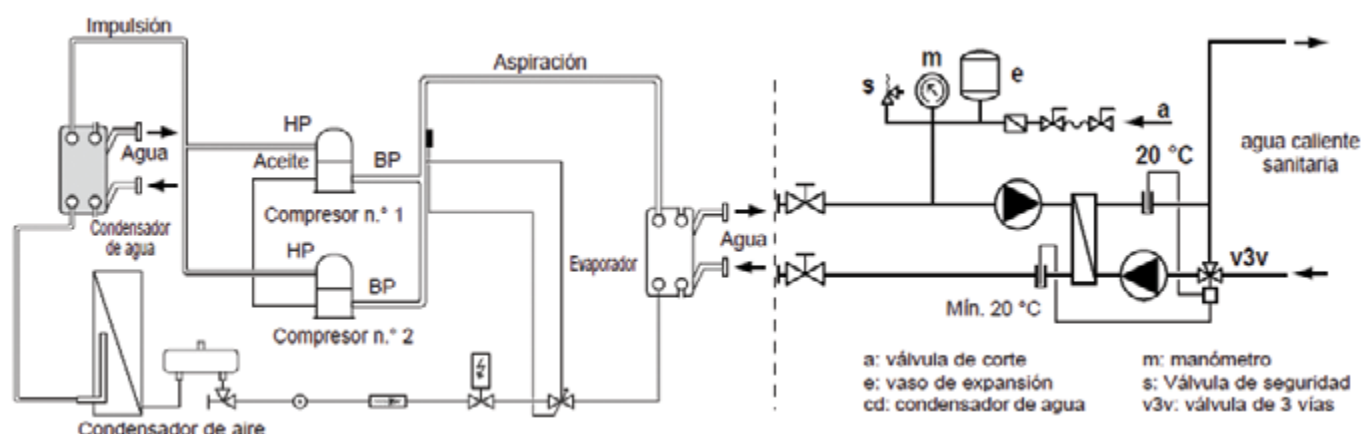 Impulsión
Aspiración
HP
Agua
Aceite
BP
Compresor n.° 1
Condensador
de agua
HP
BP
Compresor n.° 2
Condensador de aire
Evaporador
Agua
s
m
e
a
20 °C
agua caliente
sanitaria
v3v
Mín. 20 °C
a: válvula de corte
e: vaso de expansión
cd: condensador de agua
m: manómetro
s: Válvula de seguridad
v3v: válvula de 3 vías